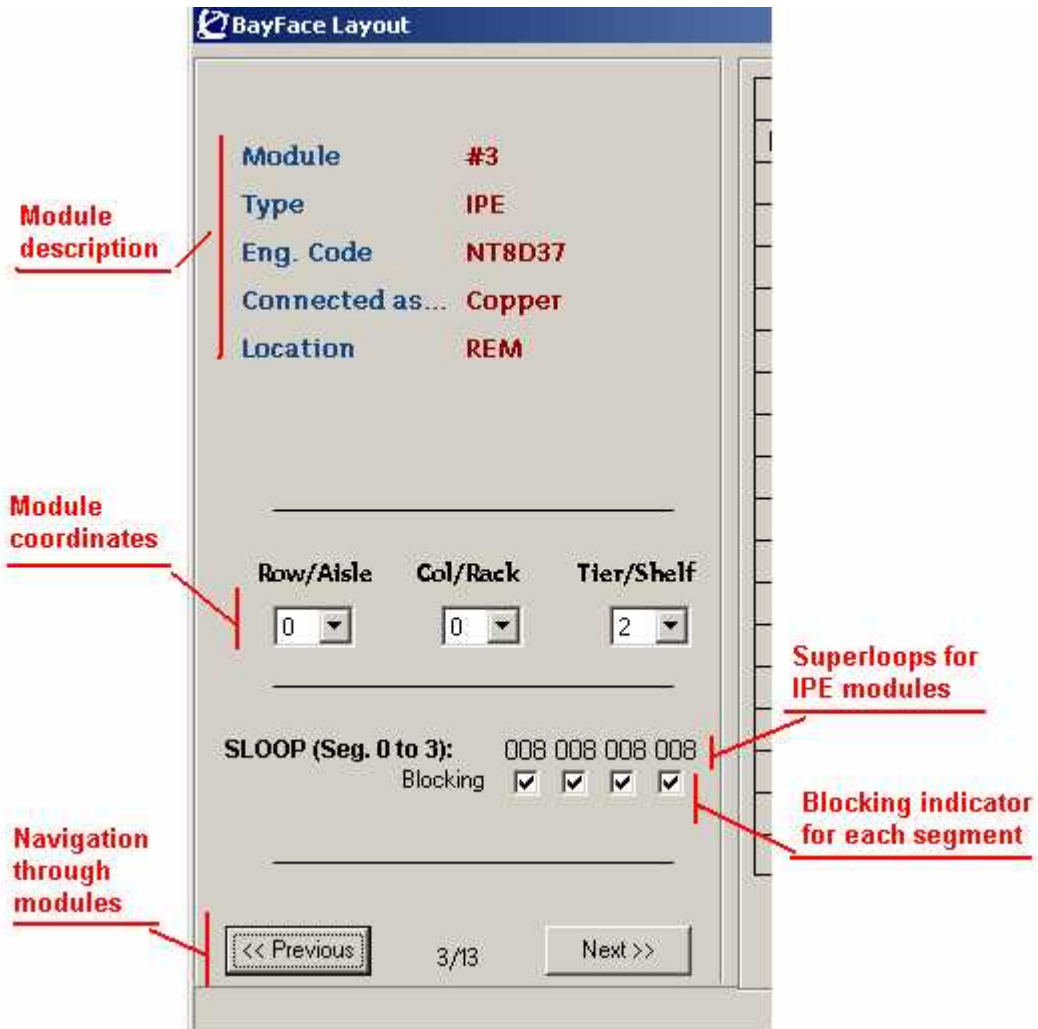 BayFace Layout
Module #3
Type IPE
Eng. Code NT8D37
Connected as... Copper
Location REM
Module
description
Module
coordinates
Row/Aisle Col/Rack Tier/Shelf
0 0 2
Superloops for
IPE modules
SLOOP (Seg. 0 to 3): 008 008 008 008
Blocking
Blocking indicator
for each segment
Navigation
through
modules
<< Previous 3/13 Next >>